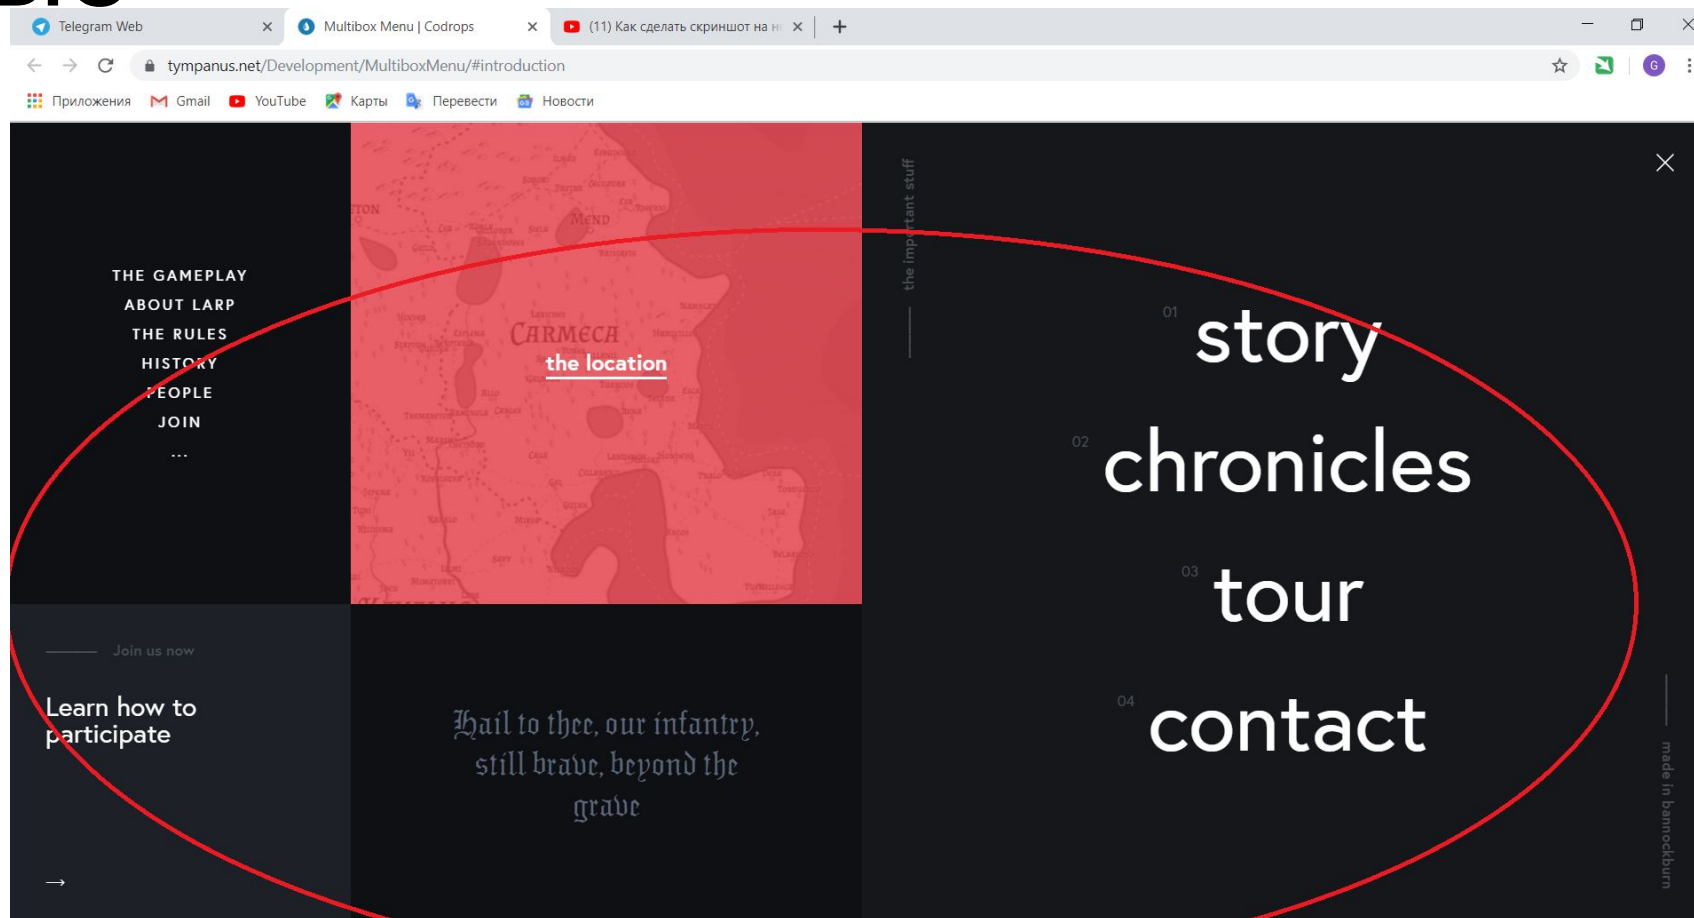 Telegram Web
Multibox Menu | Codrops
(11) Как сделать скриншот на
tympanus.net/Development/MultiboxMenu/#introduction
G
Приложения
Gmail
YouTube
Карты
Перевести
Новости
THE GAMEPLAY
ABOUT LARP
THE RULES
HISTORY
PEOPLE
JOIN
...
MEND
CARMECA
the location
Join us now
Learn how to
participate
→
Hail to thee, our infantry,
still brave, beyond the
grave
the important stuff
01
story
02
chronicles
03
tour
04
contact
made in bannockburn